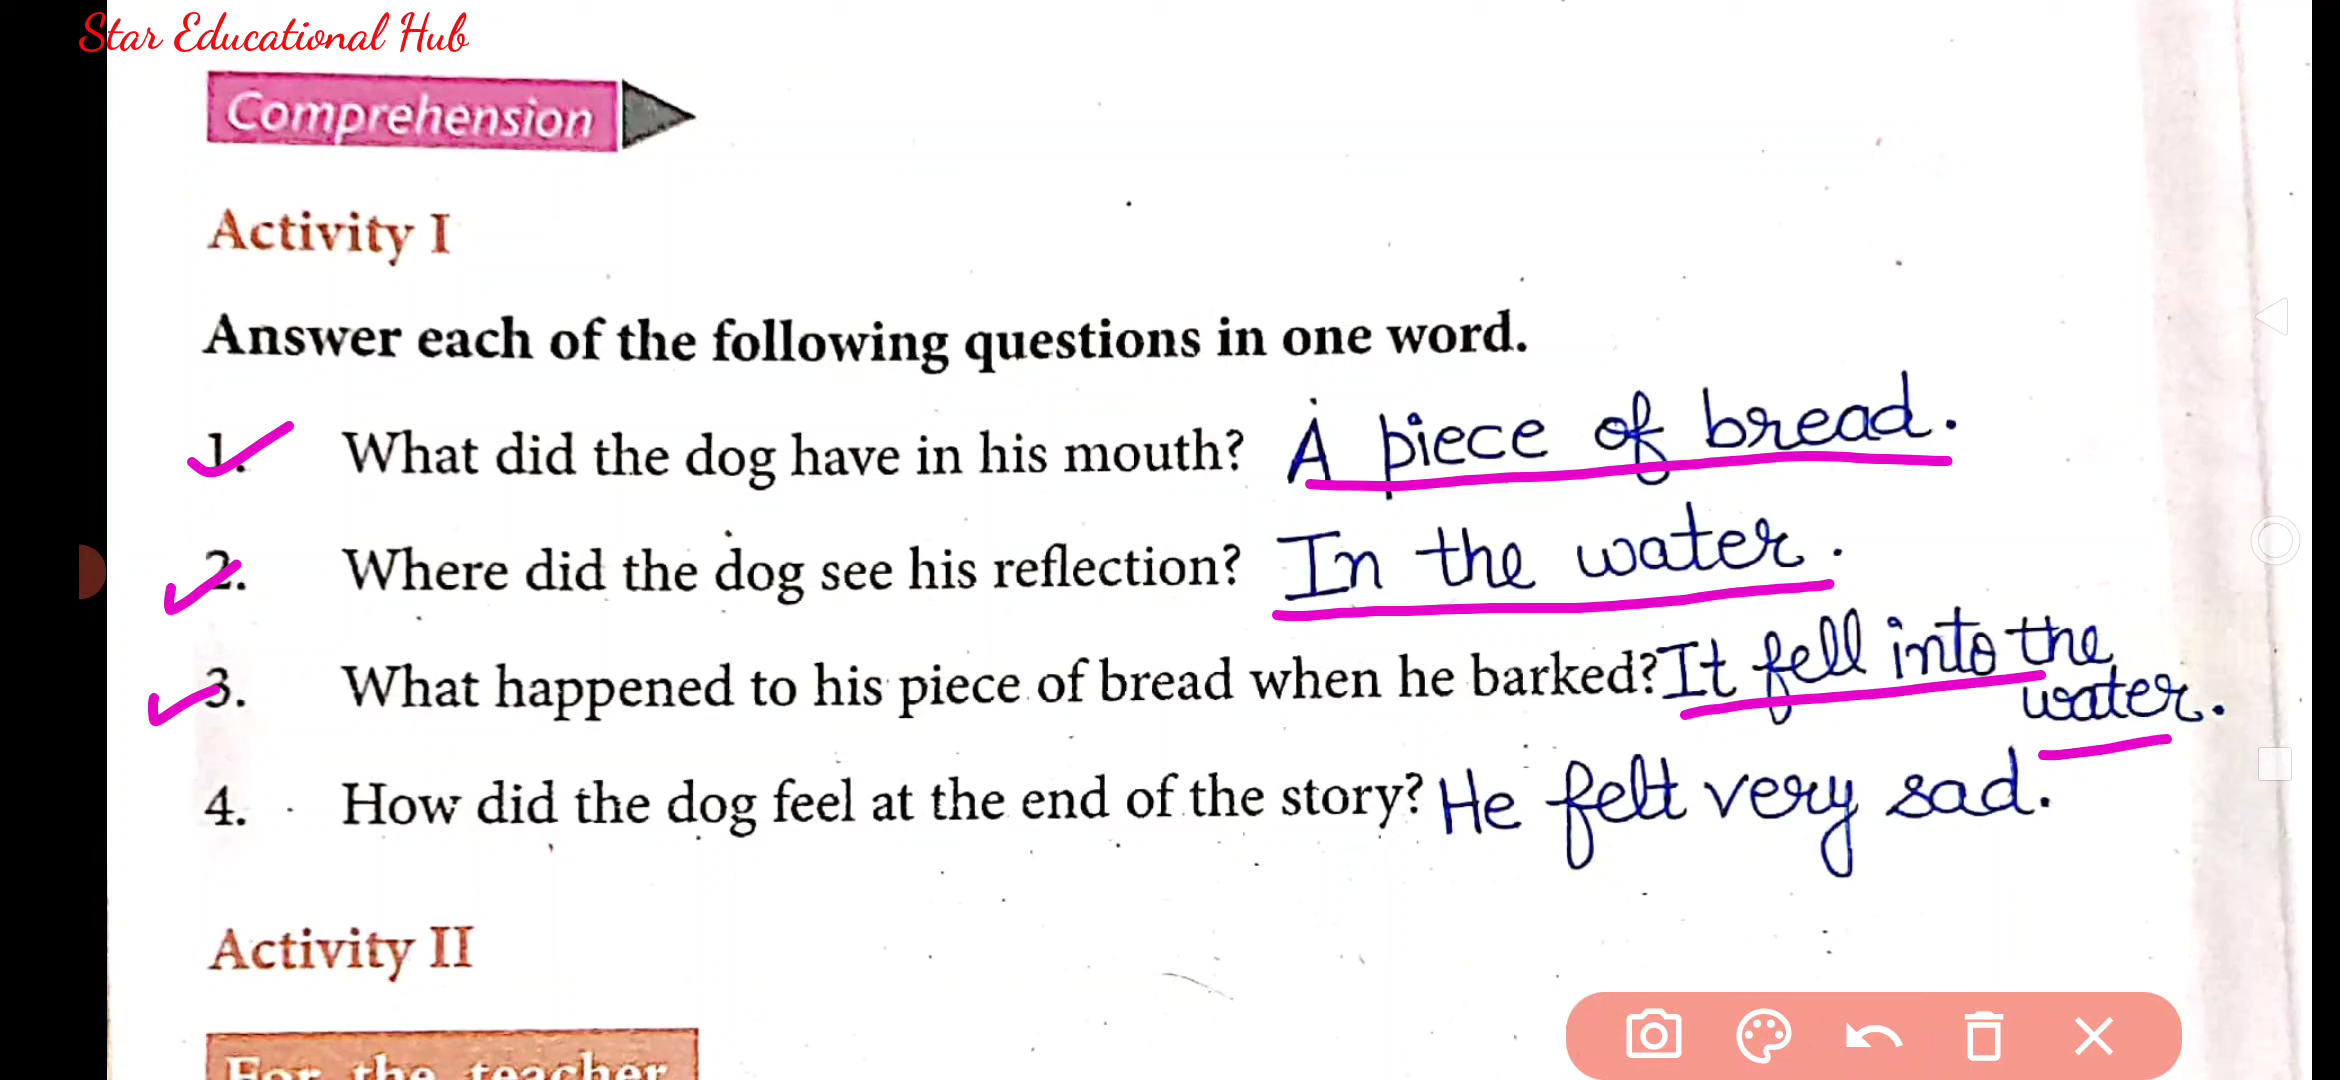 Star Educational Hub
Comprehension
Activity I
Answer each of the following questions in one word.
1. What did the dog have in his mouth? A piece of bread.
2. Where did the dog see his reflection? In the water.
3. What happened to his piece of bread when he barked? It fell into the
water.
4. How did the dog feel at the end of the story? He felt very sad.
Activity II
For the teacher